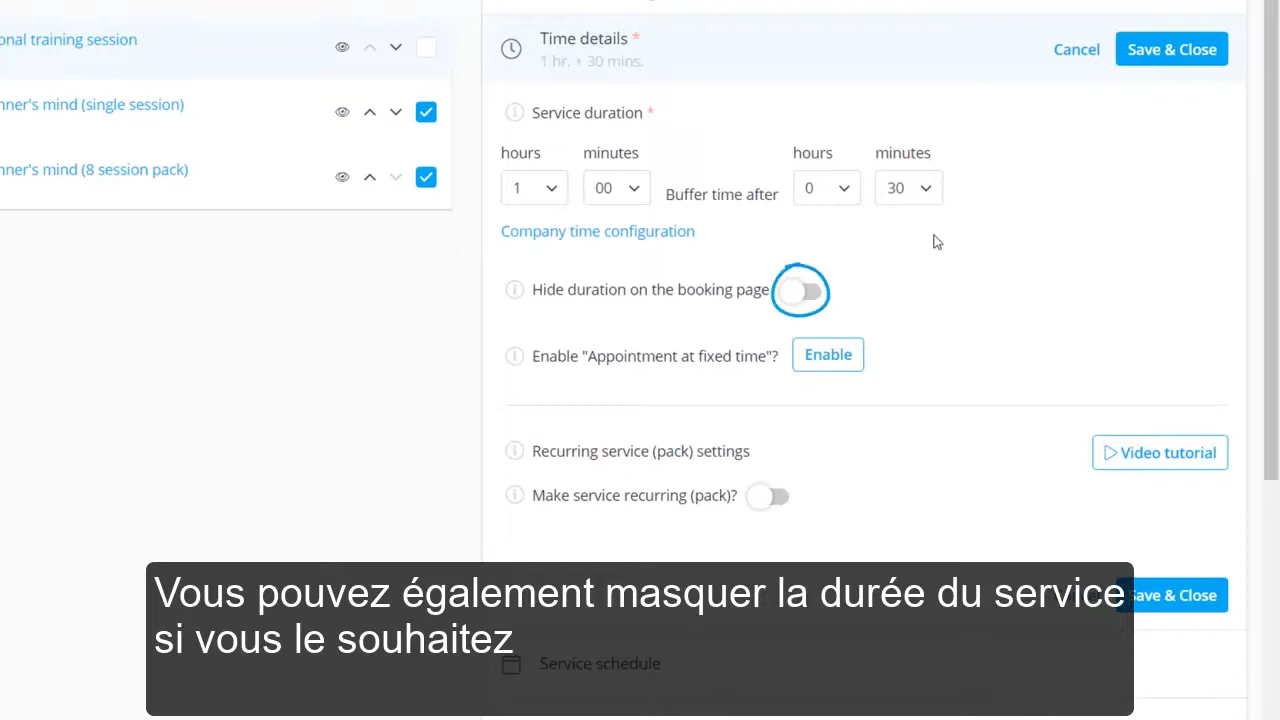 onal training session
nner's mind (single session)
nner's mind (8 session pack)
Time details *
1 hr. + 30 mins.
Cancel
Save & Close
Service duration *
hours minutes hours minutes
1 00 Buffer time after 0 30
Company time configuration
Hide duration on the booking page
Enable "Appointment at fixed time"? Enable
Recurring service (pack) settings
Video tutorial
Make service recurring (pack)?
Save & Close
Vous pouvez également masquer la durée du service
si vous le souhaitez
Service schedule